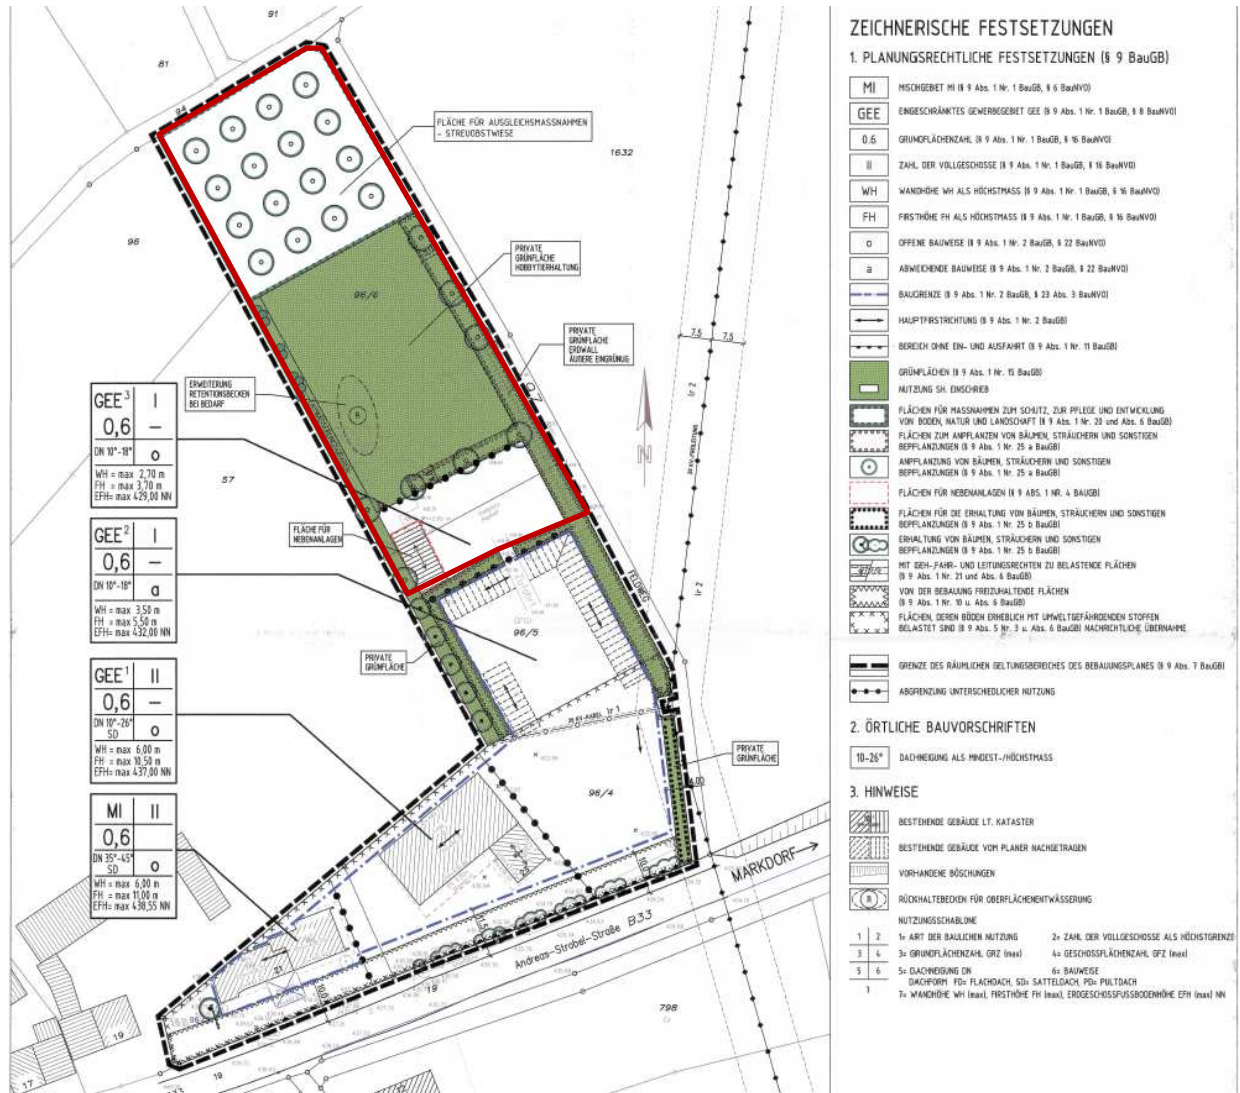 91
81
94
96
1632
FLÄCHE FÜR AUSGLEICHSMASSNAHMEN
- STREUOBSTWIESE
PRIVATE
GRÜNFLÄCHE
HOBBYTIERHALTUNG
96/6
PRIVATE
GRÜNFLÄCHE
ERDWALL
ÄUßERE EINGRÜNUG
7.5
7.5
lr 2
ERWEITERUNG
RETENTIONSBECKEN
BEI BEDARF
R
N
57
GEE³ I
0,6 –
DN 10°-18° o
WH = max 2,70 m
FH = max 3,70 m
EFH= max 429,00 NN
FLÄCHE FÜR
NEBENANLAGEN
GEE² I
0,6 –
DN 10°-18° a
WH = max 3,50 m
FH = max 5,50 m
EFH= max 432,00 NN
FELDWEG
lr 2
96/5
PRIVATE
GRÜNFLÄCHE
GEE¹ II
0,6 –
DN 10°-26°
SD o
WH = max 6,00 m
FH = max 10,50 m
EFH= max 437,00 NN
lr 1
PRIVATE
GRÜNFLÄCHE
96/4
MI II
0,6
DN 35°-45°
SD o
WH = max 6,00 m
FH = max 11,00 m
EFH= max 438,55 NN
MARKDORF
Andreas-Strobel-Straße B33
21
19
798
19
17
19
ZEICHNERISCHE FESTSETZUNGEN
1. PLANUNGSRECHTLICHE FESTSETZUNGEN (§ 9 BauGB)
MI MISCHGEBIET MI (§ 9 Abs. 1 Nr. 1 BauGB, § 6 BauNVO)
GEE EINGESCHRÄNKTES GEWERBEGEBIET GEE (§ 9 Abs. 1 Nr. 1 BauGB, § 8 BauNVO)
0.6 GRUNDFLÄCHENZAHL (§ 9 Abs. 1 Nr. 1 BauGB, § 16 BauNVO)
II ZAHL DER VOLLGESCHOSSE (§ 9 Abs. 1 Nr. 1 BauGB, § 16 BauNVO)
WH WANDHÖHE WH ALS HÖCHSTMASS (§ 9 Abs. 1 Nr. 1 BauGB, § 16 BauNVO)
FH FIRSTHÖHE FH ALS HÖCHSTMASS (§ 9 Abs. 1 Nr. 1 BauGB, § 16 BauNVO)
o OFFENE BAUWEISE (§ 9 Abs. 1 Nr. 2 BauGB, § 22 BauNVO)
a ABWEICHENDE BAUWEISE (§ 9 Abs. 1 Nr. 2 BauGB, § 22 BauNVO)
BAUGRENZE (§ 9 Abs. 1 Nr. 2 BauGB, § 23 Abs. 3 BauNVO)
HAUPTFIRSTRICHTUNG (§ 9 Abs. 1 Nr. 2 BauGB)
BEREICH OHNE EIN- UND AUSFAHRT (§ 9 Abs. 1 Nr. 11 BauGB)
GRÜNFLÄCHEN (§ 9 Abs. 1 Nr. 15 BauGB)
NUTZUNG SH. EINSCHRIEB
FLÄCHEN FÜR MASSNAHMEN ZUM SCHUTZ, ZUR PFLEGE UND ENTWICKLUNG
VON BODEN, NATUR UND LANDSCHAFT (§ 9 Abs. 1 Nr. 20 und Abs. 6 BauGB)
FLÄCHEN ZUM ANPFLANZEN VON BÄUMEN, STRÄUCHERN UND SONSTIGEN
BEPFLANZUNGEN (§ 9 Abs. 1 Nr. 25 a BauGB)
ANPFLANZUNG VON BÄUMEN, STRÄUCHERN UND SONSTIGEN
BEPFLANZUNGEN (§ 9 Abs. 1 Nr. 25 a BauGB)
FLÄCHEN FÜR NEBENANLAGEN (§ 9 ABS. 1 NR. 4 BAUGB)
FLÄCHEN FÜR DIE ERHALTUNG VON BÄUMEN, STRÄUCHERN UND SONSTIGEN
BEPFLANZUNGEN (§ 9 Abs. 1 Nr. 25 b BauGB)
ERHALTUNG VON BÄUMEN, STRÄUCHERN UND SONSTIGEN
BEPFLANZUNGEN (§ 9 Abs. 1 Nr. 25 b BauGB)
MIT GEH-,FAHR- UND LEITUNGSRECHTEN ZU BELASTENDE FLÄCHEN
(§ 9 Abs. 1 Nr. 21 und Abs. 6 BauGB)
VON DER BEBAUUNG FREIZUHALTENDE FLÄCHEN
(§ 9 Abs. 1 Nr. 10 u. Abs. 6 BauGB)
FLÄCHEN, DEREN BÖDEN ERHEBLICH MIT UMWELTGEFÄHRDENDEN STOFFEN
BELASTET SIND (§ 9 Abs. 5 Nr. 3 u. Abs. 6 BauGB) NACHRICHTLICHE ÜBERNAHME
GRENZE DES RÄUMLICHEN GELTUNGSBEREICHES DES BEBAUUNGSPLANES (§ 9 Abs. 7 BauGB)
ABGRENZUNG UNTERSCHIEDLICHER NUTZUNG
2. ÖRTLICHE BAUVORSCHRIFTEN
10-26° DACHNEIGUNG ALS MINDEST-/HÖCHSTMASS
3. HINWEISE
BESTEHENDE GEBÄUDE LT. KATASTER
BESTEHENDE GEBÄUDE VOM PLANER NACHGETRAGEN
VORHANDENE BÖSCHUNGEN
R RÜCKHALTEBECKEN FÜR OBERFLÄCHENENTWÄSSERUNG
NUTZUNGSSCHABLONE
1 2 1= ART DER BAULICHEN NUTZUNG 2= ZAHL DER VOLLGESCHOSSE ALS HÖCHSTGRENZE
3 4 3= GRUNDFLÄCHENZAHL GRZ (max) 4= GESCHOSSFLÄCHENZAHL GFZ (max)
5 6 5= DACHNEIGUNG DN 6= BAUWEISE
DACHFORM FD= FLACHDACH, SD= SATTELDACH, PD= PULTDACH
7= WANDHÖHE WH (max), FIRSTHÖHE FH (max), ERDGESCHOSSFUSSBODENHÖHE EFH (max) NN